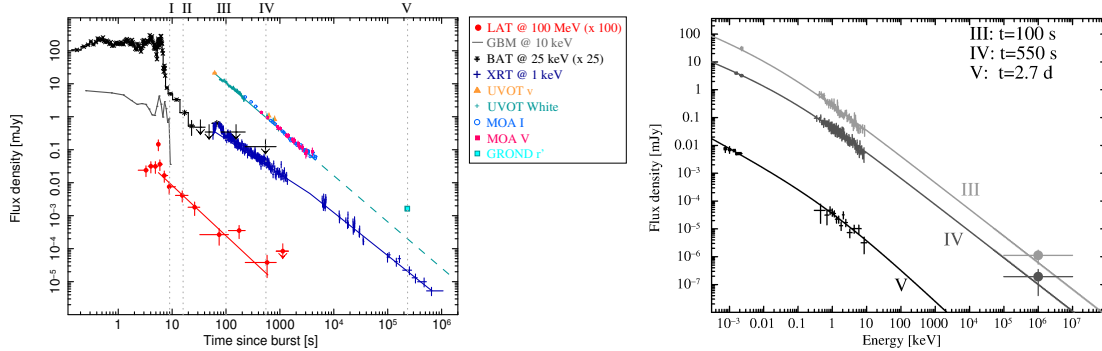 I II III IV V
100
10
1
0.1
0.01
10⁻³
10⁻⁴
10⁻⁵
Flux density [mJy]
1 10 100 1000 10⁴ 10⁵ 10⁶
Time since burst [s]
LAT @ 100 MeV (x 100)
GBM @ 10 keV
BAT @ 25 keV (x 25)
XRT @ 1 keV
UVOT v
UVOT White
MOA I
MOA V
GROND r'
III: t=100 s
IV: t=550 s
V: t=2.7 d
100
10
1
0.1
0.01
10⁻³
10⁻⁴
10⁻⁵
10⁻⁶
10⁻⁷
Flux density [mJy]
III
IV
V
10⁻³ 0.01 0.1 1 10 100 1000 10⁴ 10⁵ 10⁶ 10⁷
Energy [keV]